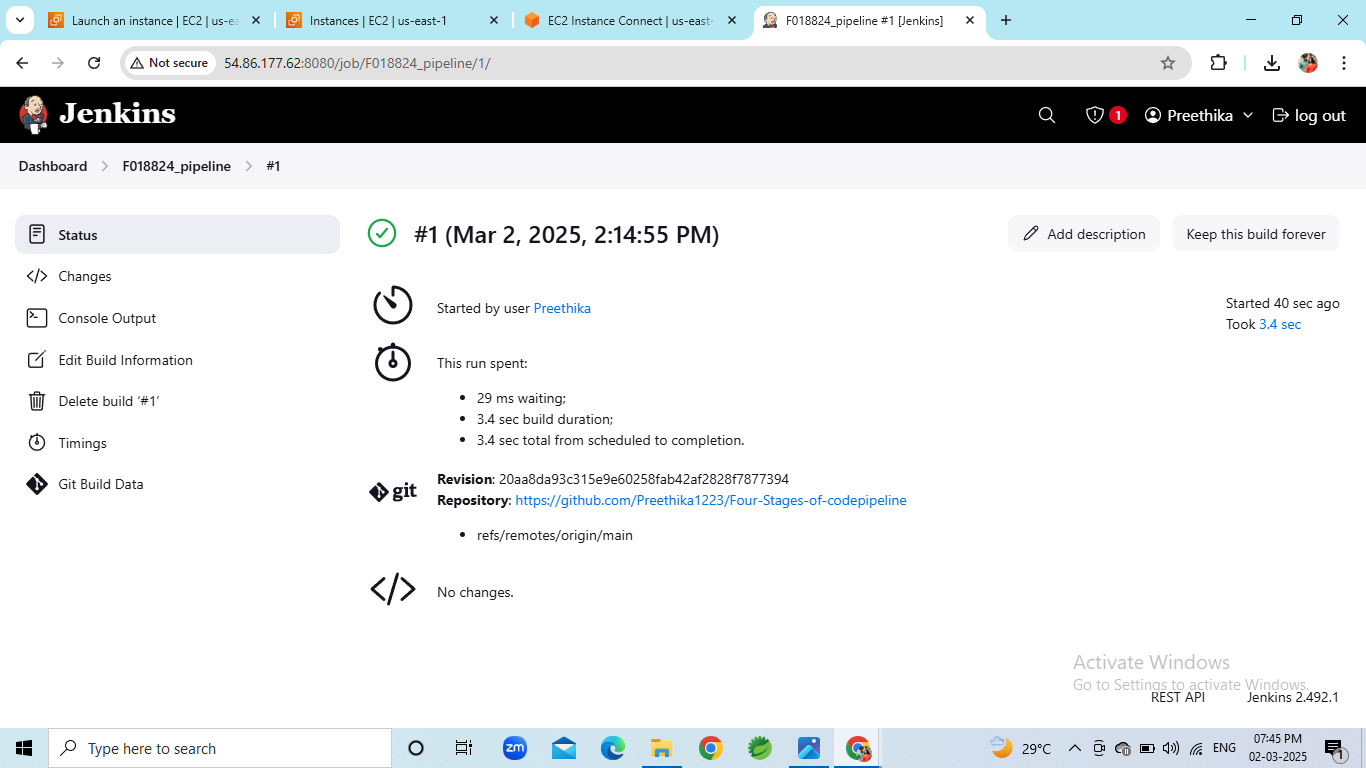 Launch an instance | EC2 | us-ea
Instances | EC2 | us-east-1
EC2 Instance Connect | us-east-
F018824_pipeline #1 [Jenkins]
Not secure
54.86.177.62:8080/job/F018824_pipeline/1/
Jenkins
1
Preethika
log out
Dashboard
F018824_pipeline
#1
Status
Changes
Console Output
Edit Build Information
Delete build ‘#1’
Timings
Git Build Data
#1 (Mar 2, 2025, 2:14:55 PM)
Add description
Keep this build forever
Started by user Preethika
Started 40 sec ago
Took 3.4 sec
This run spent:
• 29 ms waiting;
• 3.4 sec build duration;
• 3.4 sec total from scheduled to completion.
git
Revision: 20aa8da93c315e9e60258fab42af2828f7877394
Repository: https://github.com/Preethika1223/Four-Stages-of-codepipeline
• refs/remotes/origin/main
</>
No changes.
Activate Windows
Go to Settings to activate Windows.
REST API
Jenkins 2.492.1
Type here to search
zm
29°C
ENG
07:45 PM
02-03-2025
1